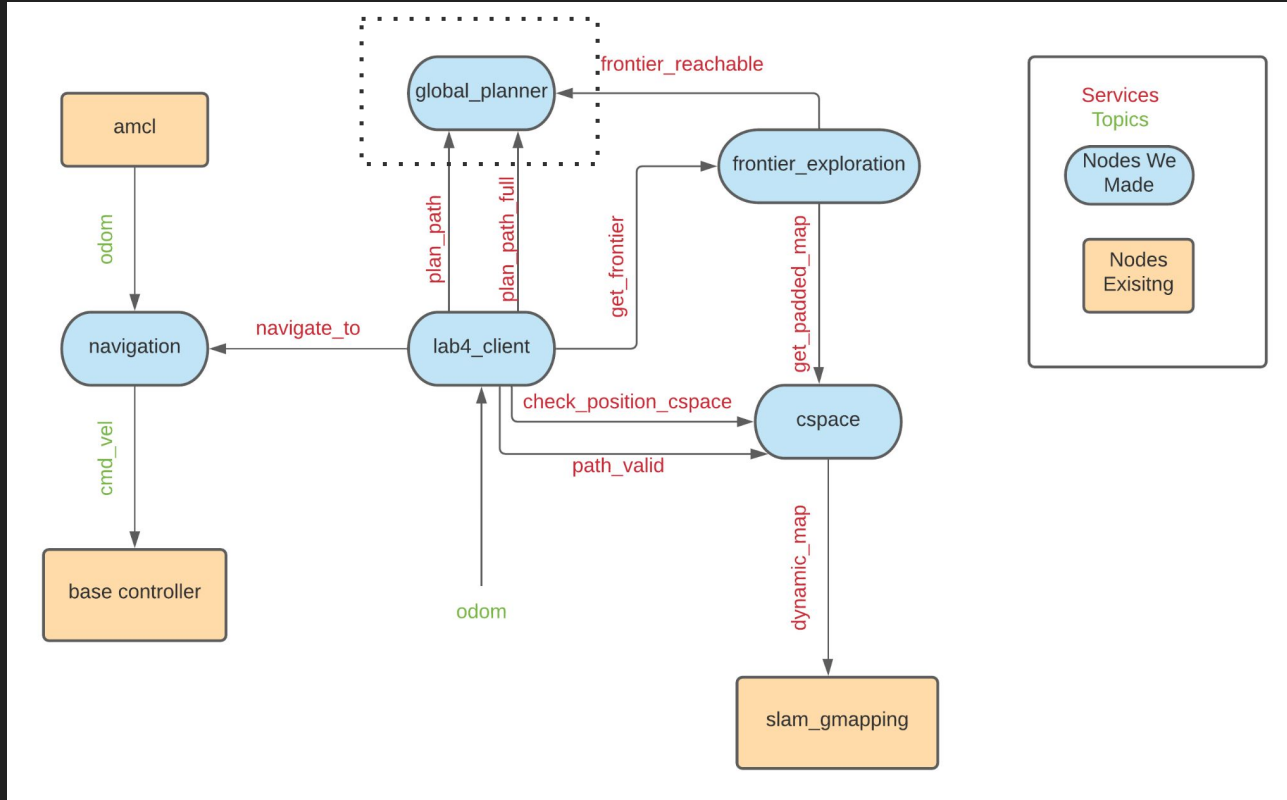 frontier_reachable
global_planner
Services
Topics
amcl
Nodes We
Made
frontier_exploration
plan_path
plan_path_full
odom
get_frontier
get_padded_map
Nodes
Exisitng
navigate_to
navigation
lab4_client
check_position_cspace
cspace
cmd_vel
path_valid
dynamic_map
base controller
odom
slam_gmapping